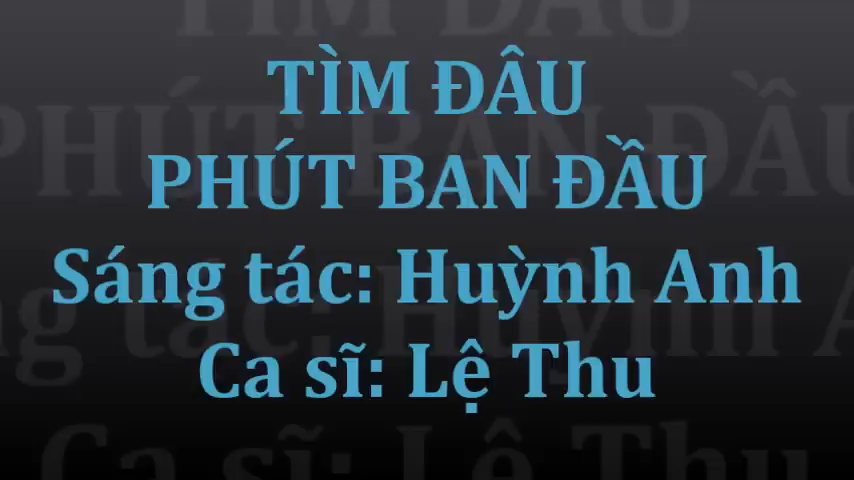 TÌM ĐÂU
PHÚT BAN ĐẦU
Sáng tác: Huỳnh Anh
Ca sĩ: Lệ Thu